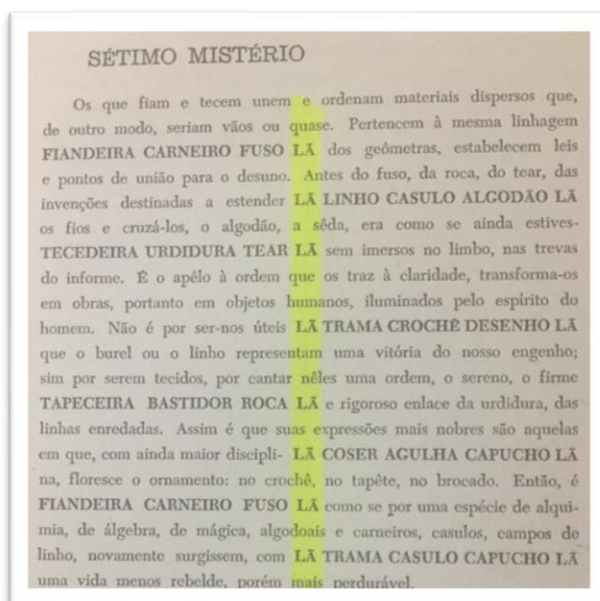 SÉTIMO MISTÉRIO
Os que fiam e tecem unem e ordenam materiais dispersos que,
de outro modo, seriam vãos ou quase. Pertencem à mesma linhagem
FIANDEIRA CARNEIRO FUSO LÃ dos geômetras, estabelecem leis
e pontos de união para o desuno. Antes do fuso, da roca, do tear, das
invenções destinadas a estender LÃ LINHO CASULO ALGODÃO LÃ
os fios e cruzá-los, o algodão, a sêda, era como se ainda estives-
TECEDEIRA URDIDURA TEAR LÃ sem imersos no limbo, nas trevas
do informe. É o apêlo à ordem que os traz à claridade, transforma-os
em obras, portanto em objetos humanos, iluminados pelo espírito do
homem. Não é por ser-nos úteis LÃ TRAMA CROCHÊ DESENHO LÃ
que o burel ou o linho representam uma vitória do nosso engenho;
sim por serem tecidos, por cantar nêles uma ordem, o sereno, o firme
TAPECEIRA BASTIDOR ROCA LÃ e rigoroso enlace da urdidura, das
linhas enredadas. Assim é que suas expressões mais nobres são aquelas
em que, com ainda maior discipli- LÃ COSER AGULHA CAPUCHO LÃ
na, floresce o ornamento: no crochê, no tapête, no brocado. Então, é
FIANDEIRA CARNEIRO FUSO LÃ como se por uma espécie de alqui-
mia, de álgebra, de mágica, algodoais e carneiros, casulos, campos de
linho, novamente surgissem, com LÃ TRAMA CASULO CAPUCHO LÃ
uma vida menos rebelde, porém mais perdurável.